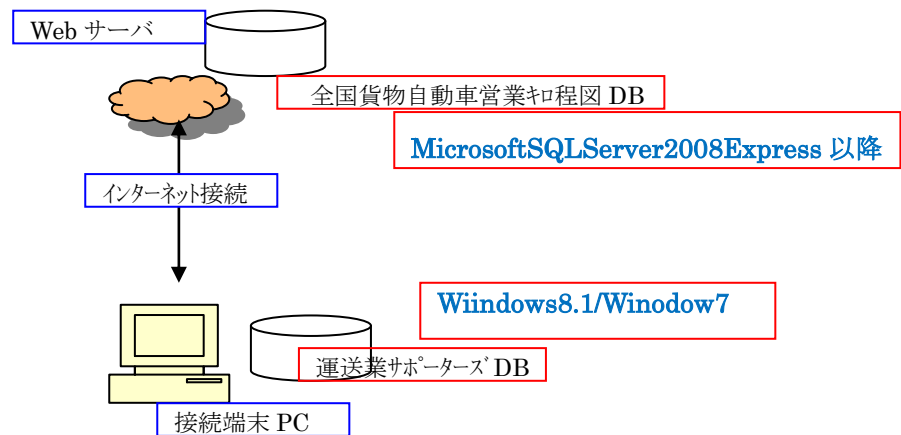 Web サーバ
全国貨物自動車営業ｷﾛ程図 DB
MicrosoftSQLServer2008Express 以降
ｲﾝﾀｰﾈｯﾄ接続
Wiindows8.1/Winodow7
運送業ｻﾎﾟｰﾀｰｽﾞ DB
接続端末 PC